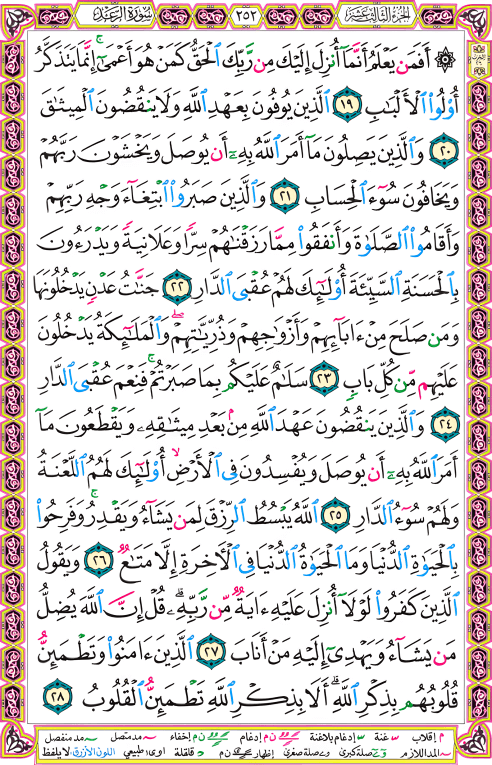 الجزء الثالث عشر ٢٥٢ سورة الرعد
۞ أَفَمَن يَعْلَمُ أَنَّمَآ أُنزِلَ إِلَيْكَ مِن رَّبِّكَ ٱلْحَقُّ كَمَنْ هُوَ أَعْمَىٰٓ ۚ إِنَّمَا يَتَذَكَّرُ
أُو۟لُوا۟ ٱلْأَلْبَـٰبِ ١٩ ٱلَّذِينَ يُوفُونَ بِعَهْدِ ٱللَّهِ وَلَا يَنقُضُونَ ٱلْمِيثَـٰقَ
٢٠ وَٱلَّذِينَ يَصِلُونَ مَآ أَمَرَ ٱللَّهُ بِهِۦٓ أَن يُوصَلَ وَيَخْشَوْنَ رَبَّهُمْ
وَيَخَافُونَ سُوٓءَ ٱلْحِسَابِ ٢١ وَٱلَّذِينَ صَبَرُوا۟ ٱبْتِغَآءَ وَجْهِ رَبِّهِمْ
وَأَقَامُوا۟ ٱلصَّلَوٰةَ وَأَنفَقُوا۟ مِمَّا رَزَقْنَـٰهُمْ سِرًّا وَعَلَانِيَةً وَيَدْرَءُونَ
بِٱلْحَسَنَةِ ٱلسَّيِّئَةَ أُو۟لَـٰٓئِكَ لَهُمْ عُقْبَى ٱلدَّارِ ٢٢ جَنَّـٰتُ عَدْنٍ يَدْخُلُونَهَا
وَمَن صَلَحَ مِنْ ءَابَآئِهِمْ وَأَزْوَٰجِهِمْ وَذُرِّيَّـٰتِهِمْ ۖ وَٱلْمَلَـٰٓئِكَةُ يَدْخُلُونَ
عَلَيْهِم مِّن كُلِّ بَابٍ ٢٣ سَلَـٰمٌ عَلَيْكُم بِمَا صَبَرْتُمْ ۚ فَنِعْمَ عُقْبَى ٱلدَّارِ
٢٤ وَٱلَّذِينَ يَنقُضُونَ عَهْدَ ٱللَّهِ مِنۢ بَعْدِ مِيثَـٰقِهِۦ وَيَقْطَعُونَ مَآ
أَمَرَ ٱللَّهُ بِهِۦٓ أَن يُوصَلَ وَيُفْسِدُونَ فِى ٱلْأَرْضِ ۙ أُو۟لَـٰٓئِكَ لَهُمُ ٱللَّعْنَةُ
وَلَهُمْ سُوٓءُ ٱلدَّارِ ٢٥ ٱللَّهُ يَبْسُطُ ٱلرِّزْقَ لِمَن يَشَآءُ وَيَقْدِرُ ۚ وَفَرِحُوا۟
بِٱلْحَيَوٰةِ ٱلدُّنْيَا وَمَا ٱلْحَيَوٰةُ ٱلدُّنْيَا فِى ٱلْـَٔاخِرَةِ إِلَّا مَتَـٰعٌ ٢٦ وَيَقُولُ
ٱلَّذِينَ كَفَرُوا۟ لَوْلَآ أُنزِلَ عَلَيْهِ ءَايَةٌ مِّن رَّبِّهِۦ ۗ قُلْ إِنَّ ٱللَّهَ يُضِلُّ
مَن يَشَآءُ وَيَهْدِىٓ إِلَيْهِ مَنْ أَنَابَ ٢٧ ٱلَّذِينَ ءَامَنُوا۟ وَتَطْمَئِنُّ
قُلُوبُهُم بِذِكْرِ ٱللَّهِ ۗ أَلَا بِذِكْرِ ٱللَّهِ تَطْمَئِنُّ ٱلْقُلُوبُ ٢٨
م إقلاب غنة إدغام بلاغنة ن م إدغام ن م إخفاء مد متصل مد منفصل
المد اللازم صلة كبرى وصلة صغرى إظهار قلقلة اوى: طبيعي اللون الأزرق: لا يلفظ